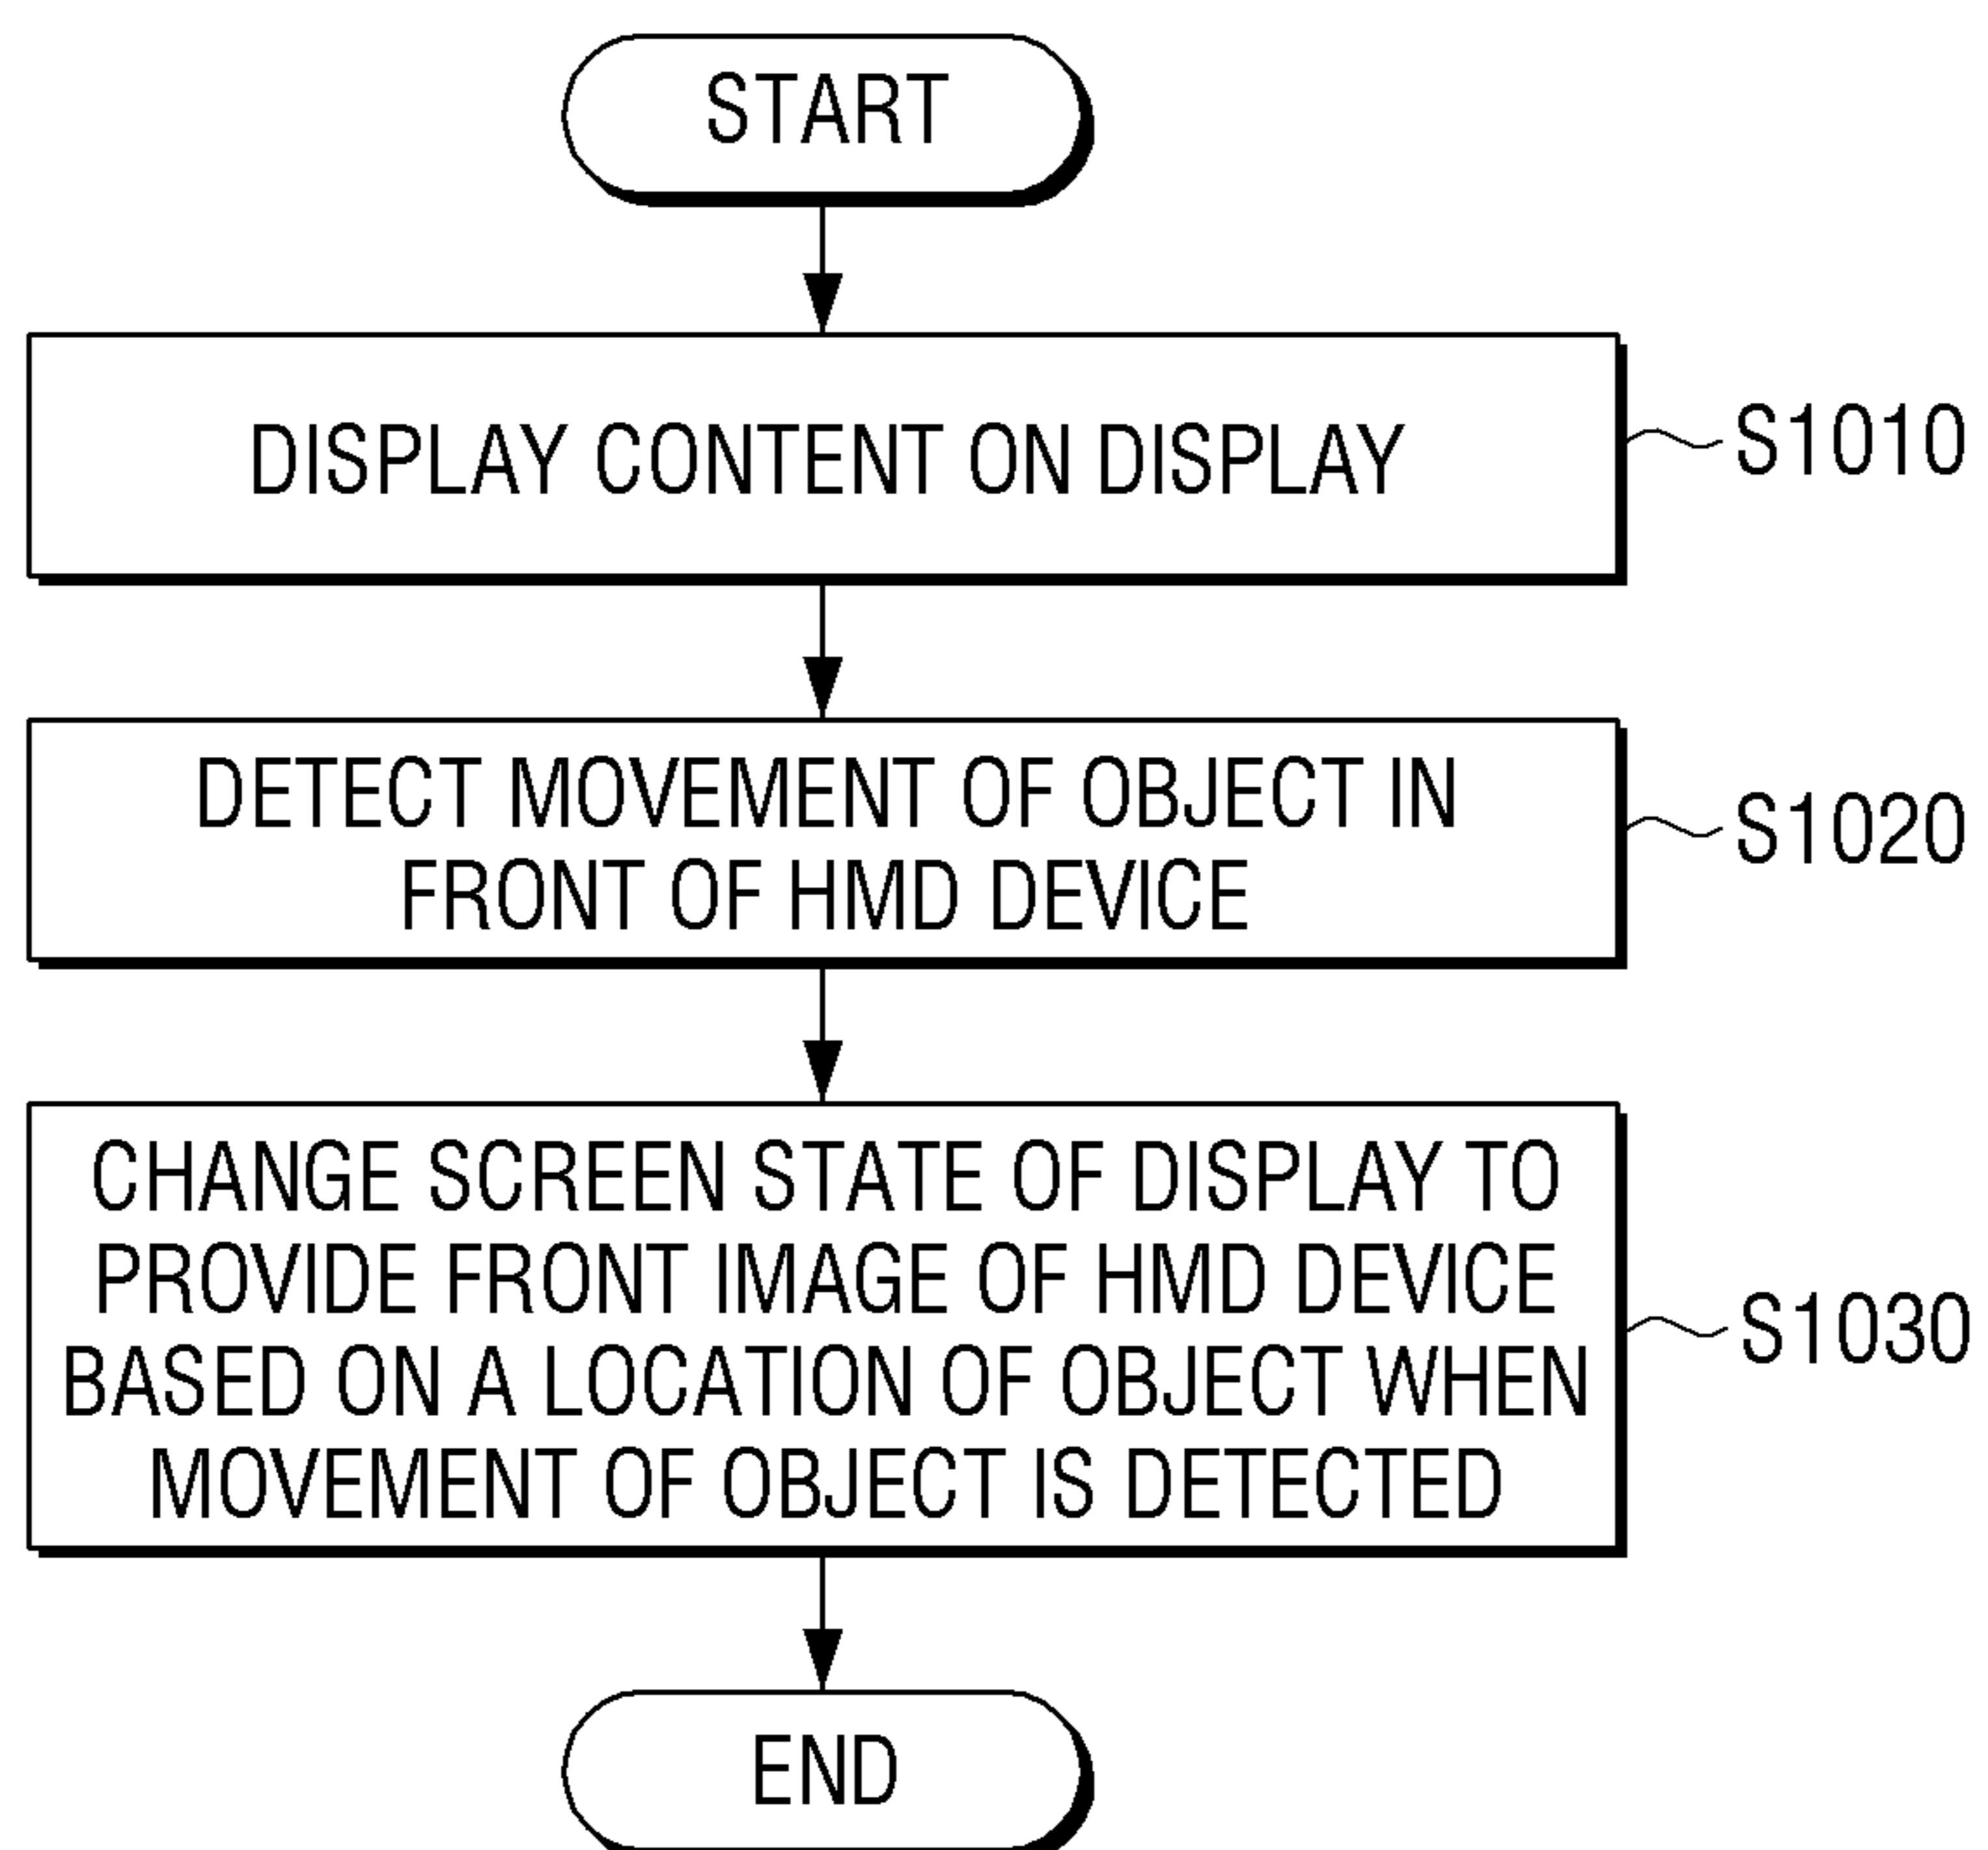 START
DISPLAY CONTENT ON DISPLAY
S1010
DETECT MOVEMENT OF OBJECT IN
FRONT OF HMD DEVICE
S1020
CHANGE SCREEN STATE OF DISPLAY TO
PROVIDE FRONT IMAGE OF HMD DEVICE
BASED ON A LOCATION OF OBJECT WHEN
MOVEMENT OF OBJECT IS DETECTED
S1030
END